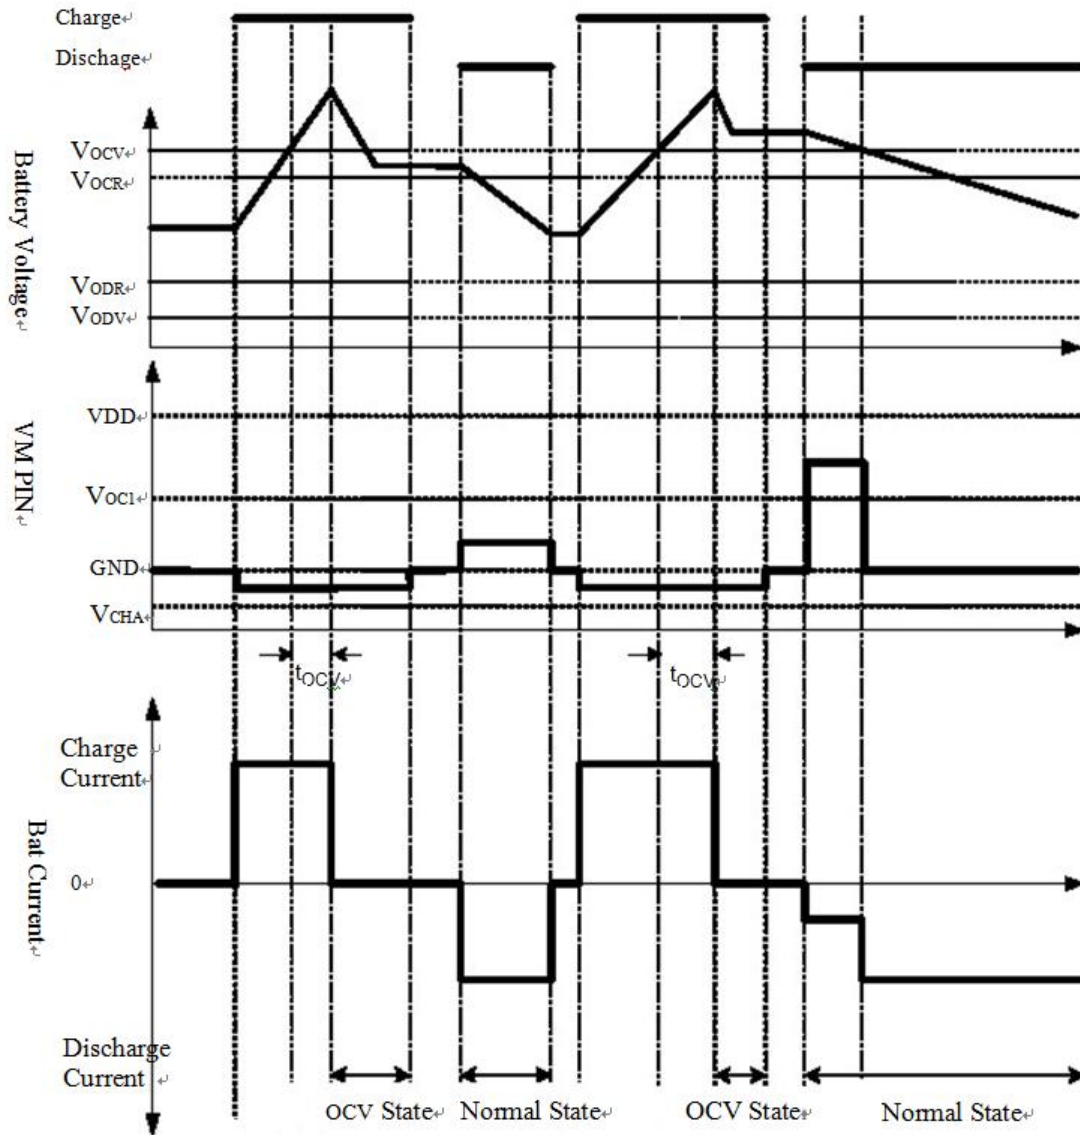 Charge
Dischage
Battery Voltage
VOCV
VOCR
VODR
VODV
VM PIN
VDD
VOC1
GND
VCHA
tOCV
tOCV
Bat Current
Charge
Current
0
Discharge
Current
OCV State
Normal State
OCV State
Normal State